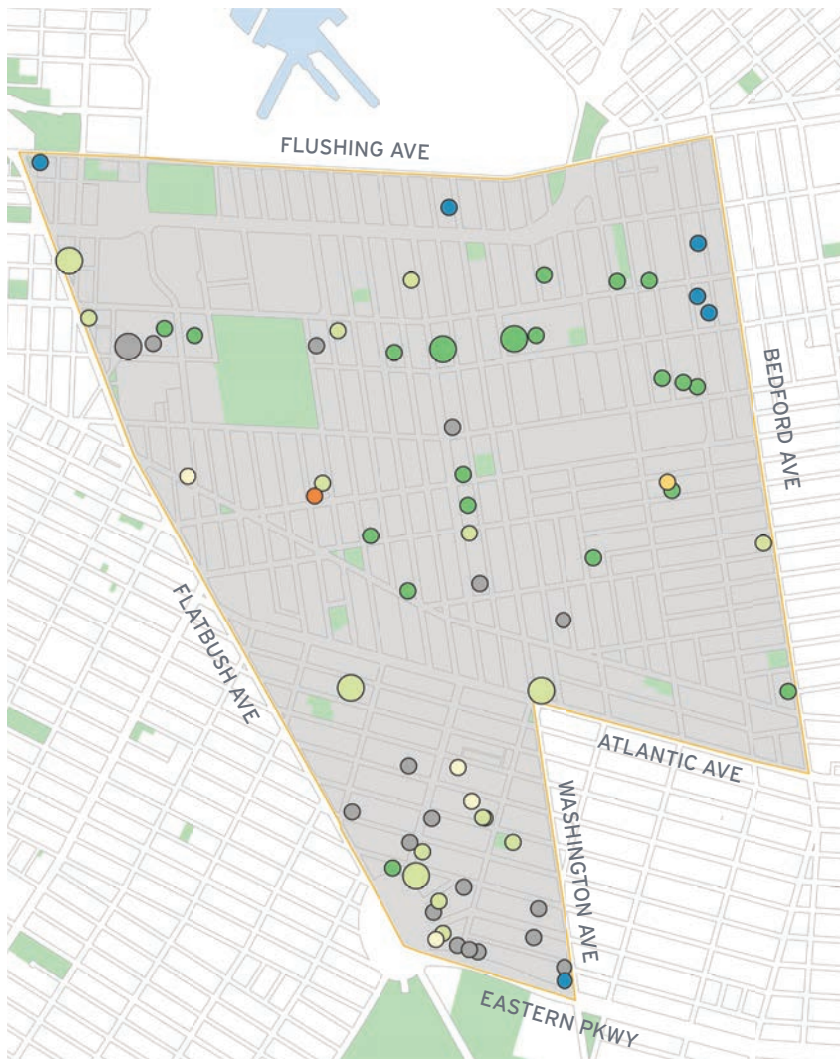 FLUSHING AVE
BEDFORD AVE
FLATBUSH AVE
ATLANTIC AVE
WASHINGTON AVE
EASTERN PKWY